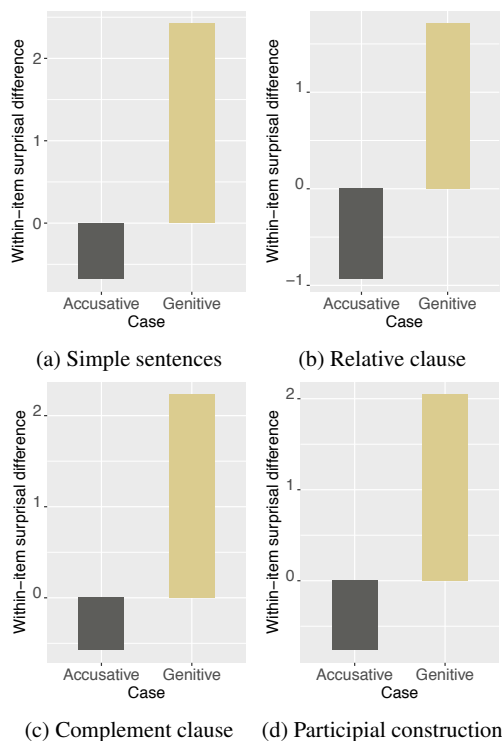 Within−item surprisal difference
2
1
0
Accusative Genitive
Case
(a) Simple sentences
Within−item surprisal difference
1
0
−1
Accusative Genitive
Case
(b) Relative clause
Within−item surprisal difference
2
1
0
Accusative Genitive
Case
(c) Complement clause
Within−item surprisal difference
2
1
0
Accusative Genitive
Case
(d) Participial construction